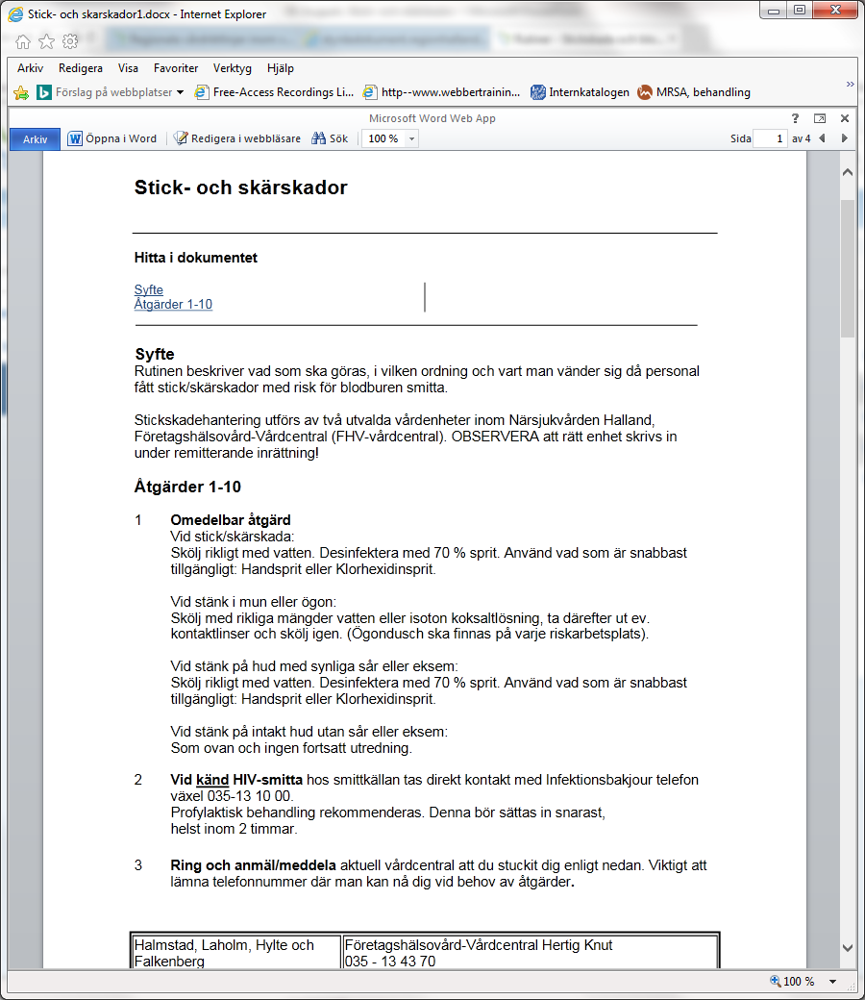 Stick- och skarskador1.docx - Internet Explorer
Arkiv Redigera Visa Favoriter Verktyg Hjälp
Förslag på webbplatser Free-Access Recordings Li... http--www.webbertrainin... Internkatalogen MRSA, behandling »
Microsoft Word Web App ?
Arkiv Öppna i Word Redigera i webbläsare Sök 100 % Sida 1 av 4
Stick- och skärskador
Hitta i dokumentet
Syfte
Åtgärder 1-10
Syfte
Rutinen beskriver vad som ska göras, i vilken ordning och vart man vänder sig då personal
fått stick/skärskador med risk för blodburen smitta.
Stickskadehantering utförs av två utvalda vårdenheter inom Närsjukvården Halland,
Företagshälsovård-Vårdcentral (FHV-vårdcentral). OBSERVERA att rätt enhet skrivs in
under remitterande inrättning!
Åtgärder 1-10
1 Omedelbar åtgärd
Vid stick/skärskada:
Skölj rikligt med vatten. Desinfektera med 70 % sprit. Använd vad som är snabbast
tillgängligt: Handsprit eller Klorhexidinsprit.
Vid stänk i mun eller ögon:
Skölj med rikliga mängder vatten eller isoton koksaltlösning, ta därefter ut ev.
kontaktlinser och skölj igen. (Ögondusch ska finnas på varje riskarbetsplats).
Vid stänk på hud med synliga sår eller eksem:
Skölj rikligt med vatten. Desinfektera med 70 % sprit. Använd vad som är snabbast
tillgängligt: Handsprit eller Klorhexidinsprit.
Vid stänk på intakt hud utan sår eller eksem:
Som ovan och ingen fortsatt utredning.
2 Vid känd HIV-smitta hos smittkällan tas direkt kontakt med Infektionsbakjour telefon
växel 035-13 10 00.
Profylaktisk behandling rekommenderas. Denna bör sättas in snarast,
helst inom 2 timmar.
3 Ring och anmäl/meddela aktuell vårdcentral att du stuckit dig enligt nedan. Viktigt att
lämna telefonnummer där man kan nå dig vid behov av åtgärder.
Halmstad, Laholm, Hylte och
Falkenberg
Företagshälsovård-Vårdcentral Hertig Knut
035 - 13 43 70
100 %